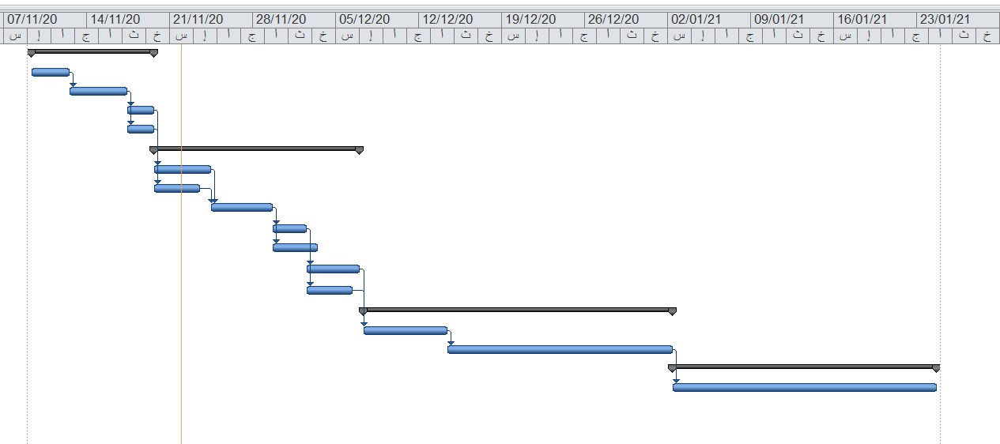 07/11/20 14/11/20 21/11/20 28/11/20 05/12/20 12/12/20 19/12/20 26/12/20 02/01/21 09/01/21 16/01/21 23/01/21
س إ أ ج أ ث خ س إ أ ج أ ث خ س إ أ ج أ ث خ س إ أ ج أ ث خ س إ أ ج أ ث خ س إ أ ج أ ث خ